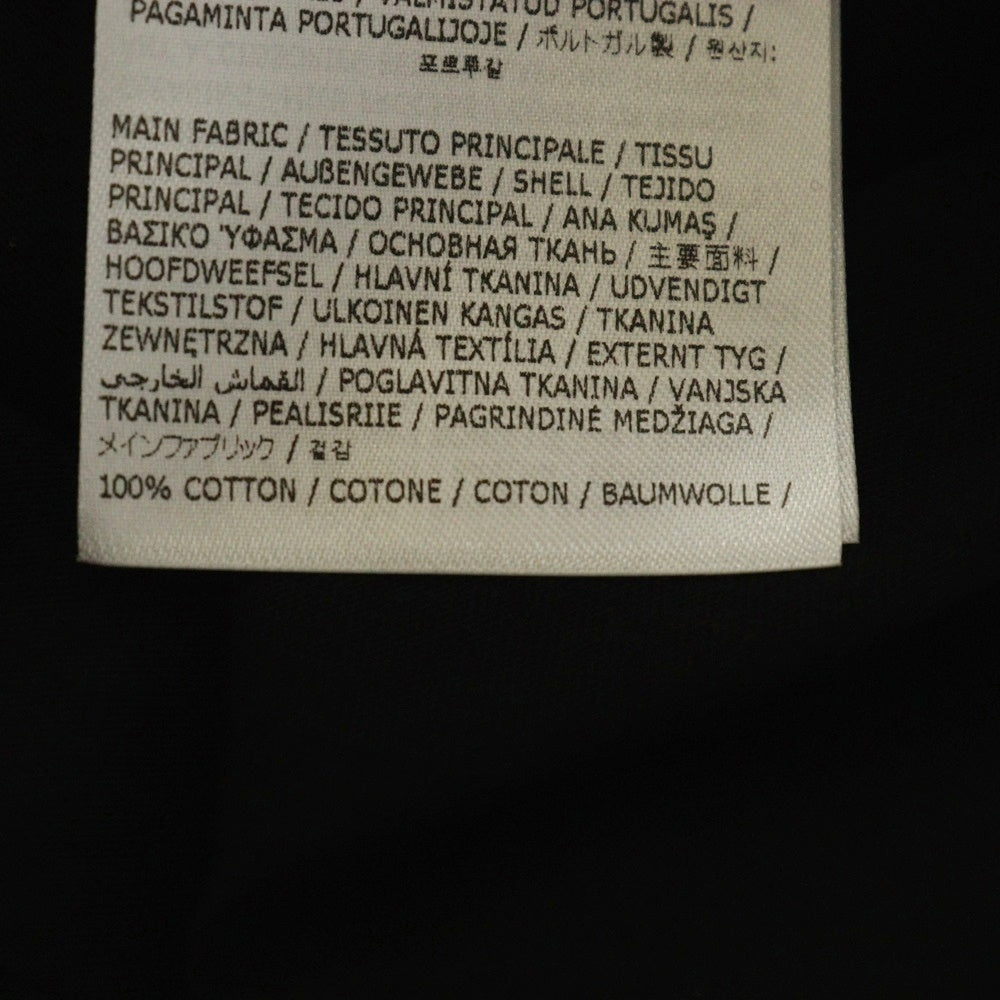 / VALMISTATUD PORTUGALIS /
PAGAMINTA PORTUGALIJOJE / ポルトガル製 / 원산지:
포르투갈
MAIN FABRIC / TESSUTO PRINCIPALE / TISSU
PRINCIPAL / AUßENGEWEBE / SHELL / TEJIDO
PRINCIPAL / TECIDO PRINCIPAL / ANA KUMAŞ /
ΒΑΣΙΚΌ ΎΦΑΣΜΑ / ОСНОВНАЯ ТКАНЬ / 主要面料 /
HOOFDWEEFSEL / HLAVNÍ TKANINA / UDVENDIGT
TEKSTILSTOF / ULKOINEN KANGAS / TKANINA
ZEWNĘTRZNA / HLAVNÁ TEXTÍLIA / EXTERNT TYG /
القماش الخارجي / POGLAVITNA TKANINA / VANJSKA
TKANINA / PEALISRIIE / PAGRINDINĖ MEDŽIAGA /
メインファブリック / 겉감
100% COTTON / COTONE / COTON / BAUMWOLLE /